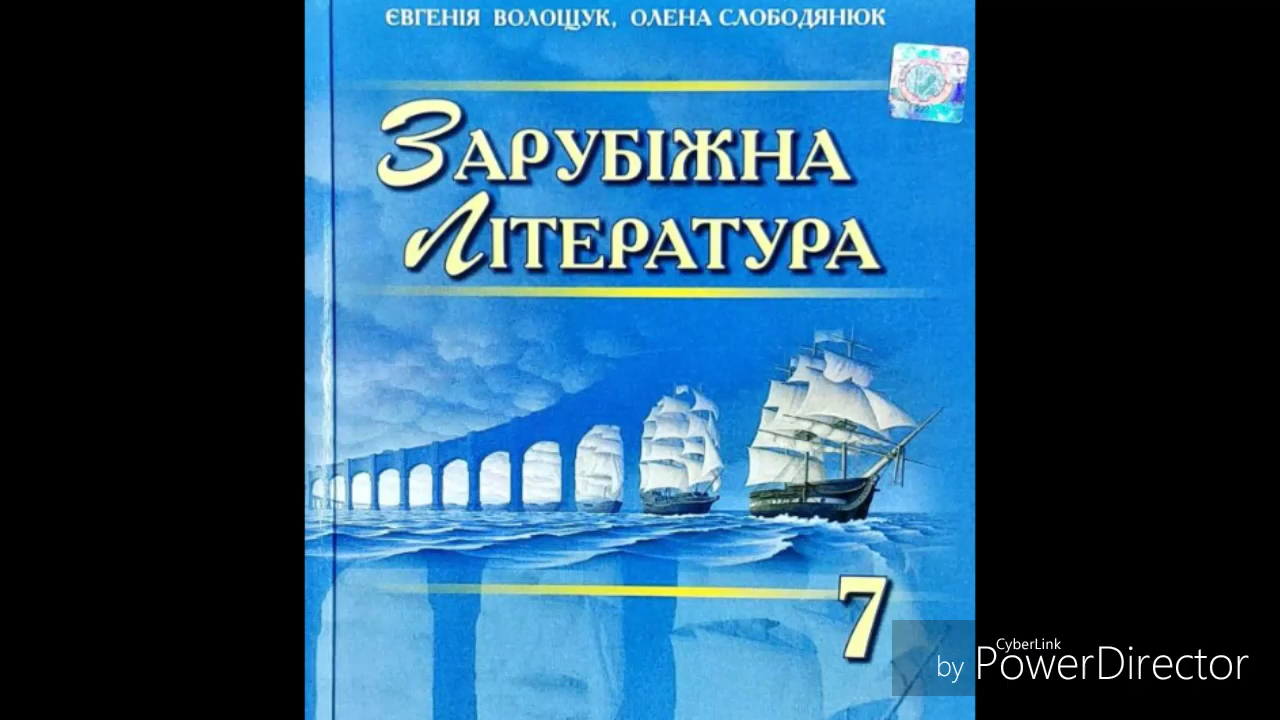 ЄВГЕНІЯ ВОЛОЩУК, ОЛЕНА СЛОБОДЯНЮК
ЗАРУБІЖНА
ЛІТЕРАТУРА
7
CyberLink
by PowerDirector